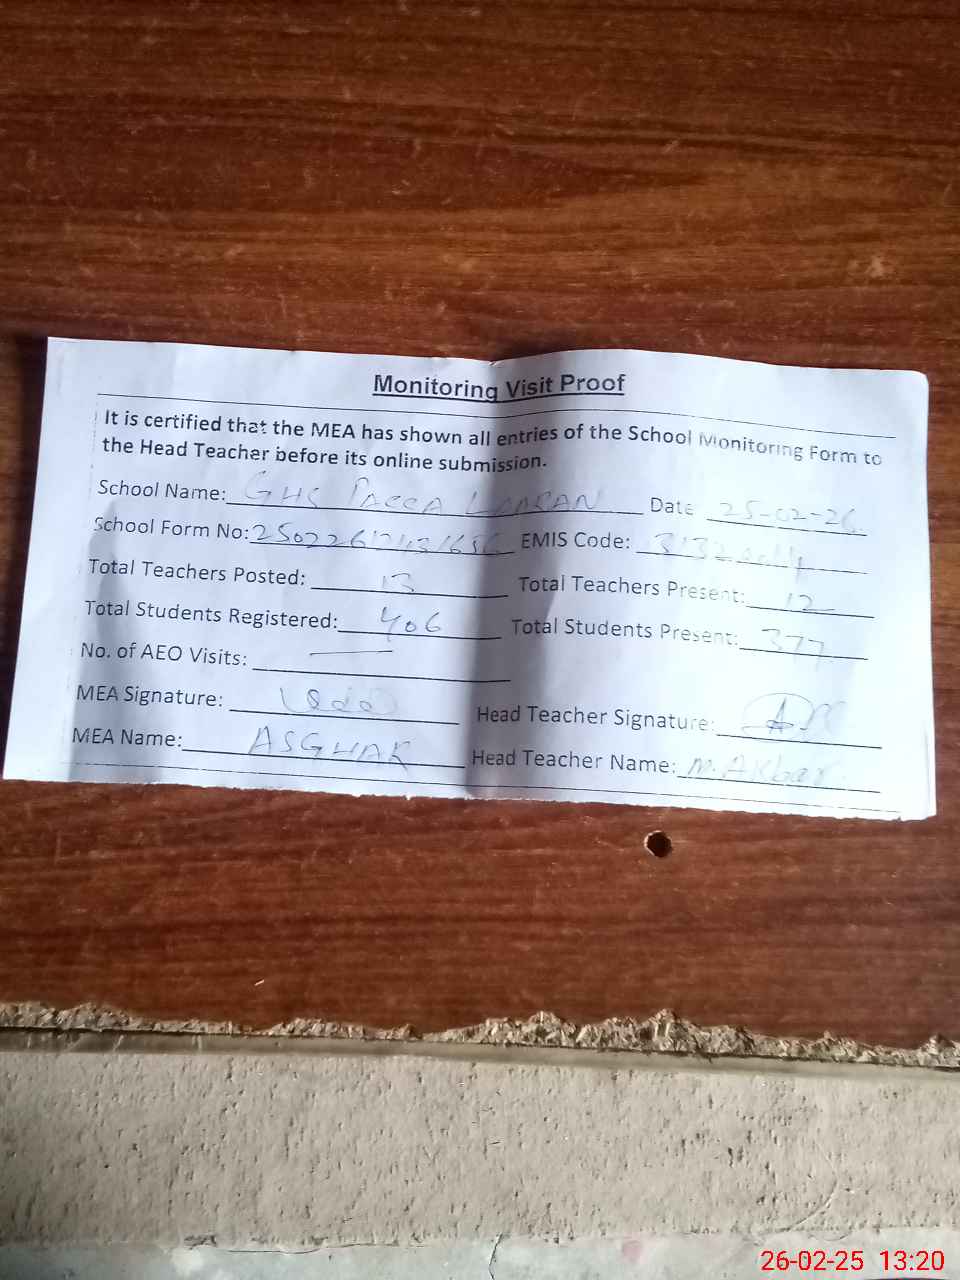 Monitoring Visit Proof
It is certified that the MEA has shown all entries of the School Monitoring Form to
the Head Teacher before its online submission.
School Name: GHS PACCA LAARAN Date 25-02-26
School Form No: EMIS Code:
Total Teachers Posted: 13 Total Teachers Present: 12
Total Students Registered: 406 Total Students Present: 377
No. of AEO Visits: —
MEA Signature: Head Teacher Signature:
MEA Name: ASGHAR Head Teacher Name: M. Akbar
26-02-25 13:20